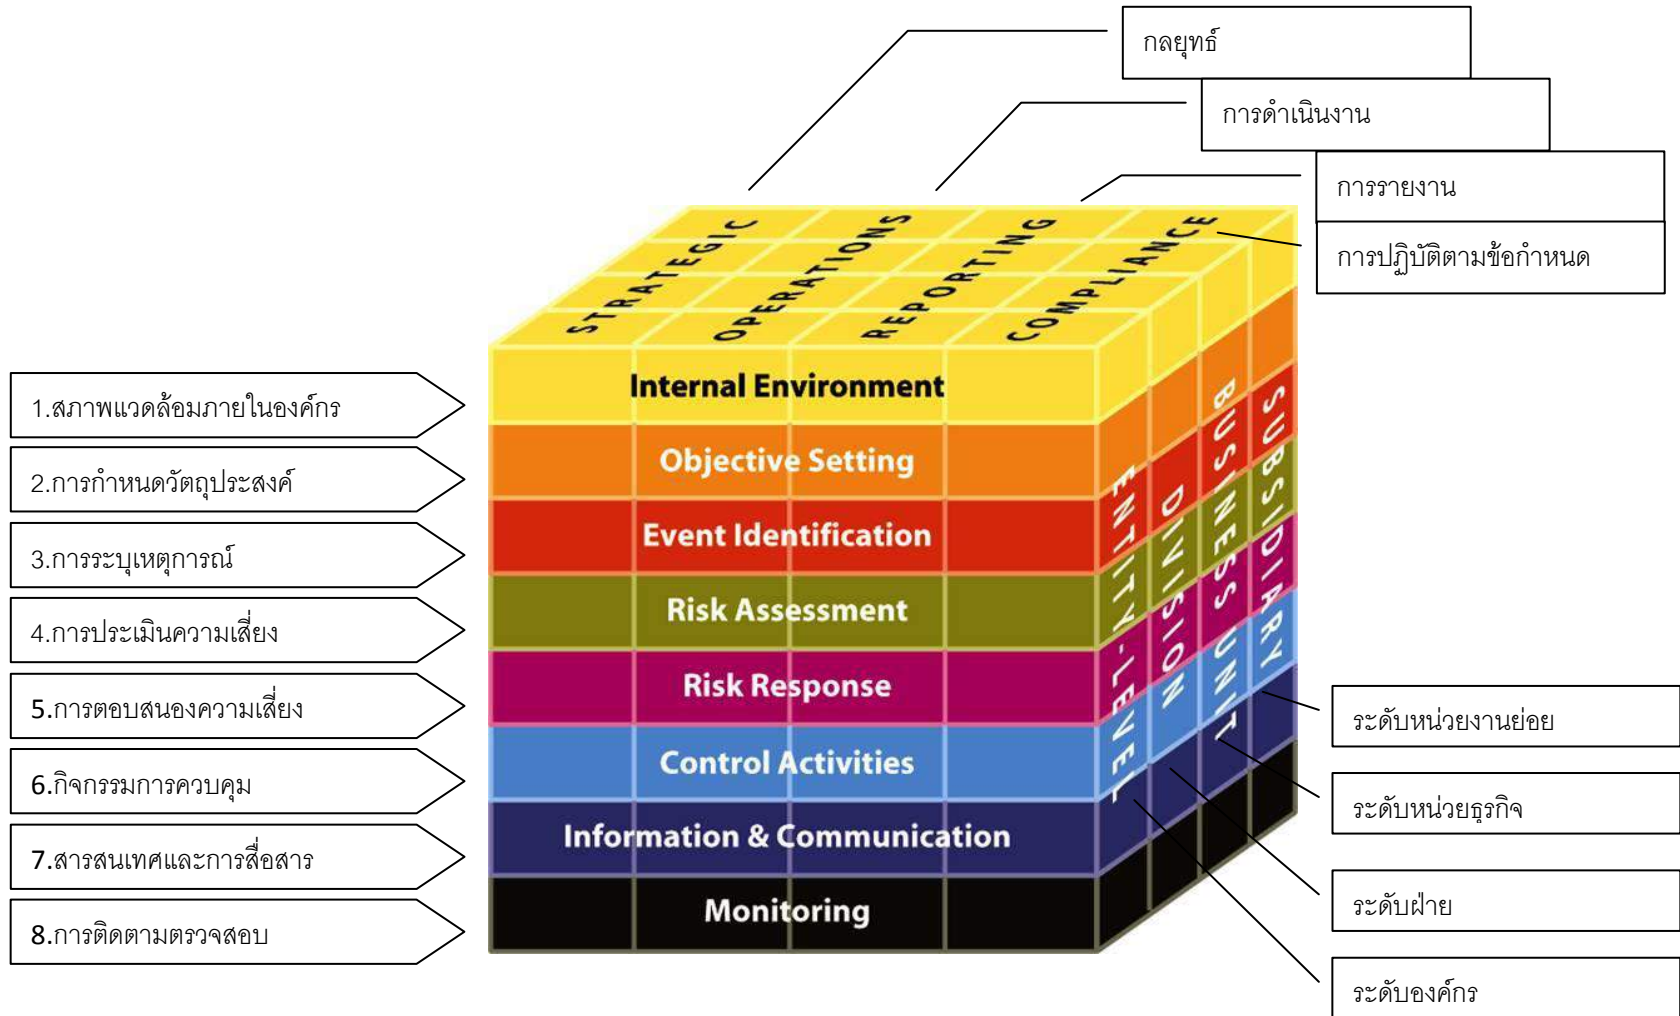 กลยุทธ์
การดำเนินงาน
การรายงาน
การปฏิบัติตามข้อกำหนด
STRATEGIC
OPERATIONS
REPORTING
COMPLIANCE
1.สภาพแวดล้อมภายในองค์กร
Internal Environment
2.การกำหนดวัตถุประสงค์
Objective Setting
3.การระบุเหตุการณ์
Event Identification
4.การประเมินความเสี่ยง
Risk Assessment
5.การตอบสนองความเสี่ยง
Risk Response
6.กิจกรรมการควบคุม
Control Activities
7.สารสนเทศและการสื่อสาร
Information & Communication
8.การติดตามตรวจสอบ
Monitoring
ENTITY-LEVEL
DIVISION
BUSINESS UNIT
SUBSIDIARY
ระดับหน่วยงานย่อย
ระดับหน่วยธุรกิจ
ระดับฝ่าย
ระดับองค์กร